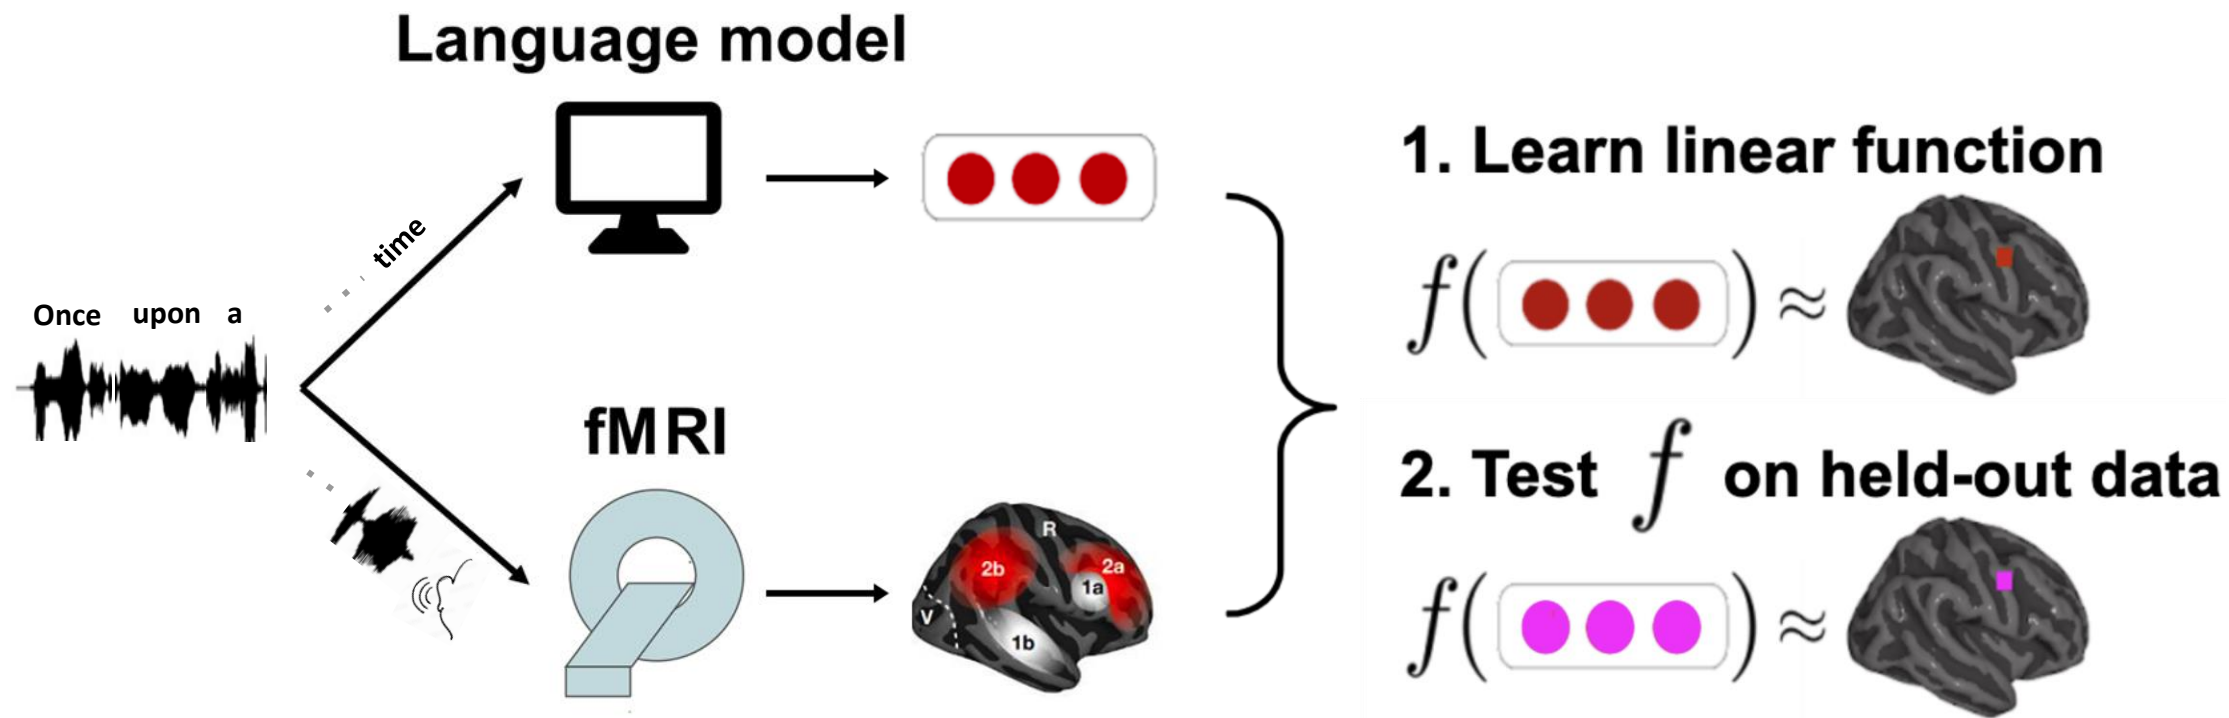 Language model
time
Once upon a
fMRI
R
2b
2a
1a
V
1b
1. Learn linear function
f( ) ≈
2. Test f on held-out data
f( ) ≈